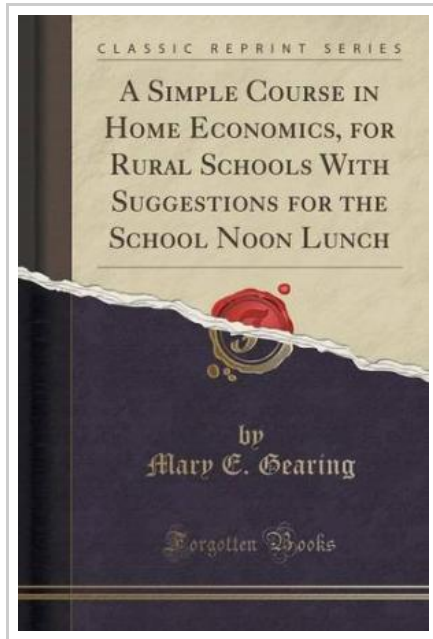 CLASSIC REPRINT SERIES
A SIMPLE COURSE IN
HOME ECONOMICS, FOR
RURAL SCHOOLS WITH
SUGGESTIONS FOR THE
SCHOOL NOON LUNCH
F
by
Mary E. Gearing
Forgotten Books